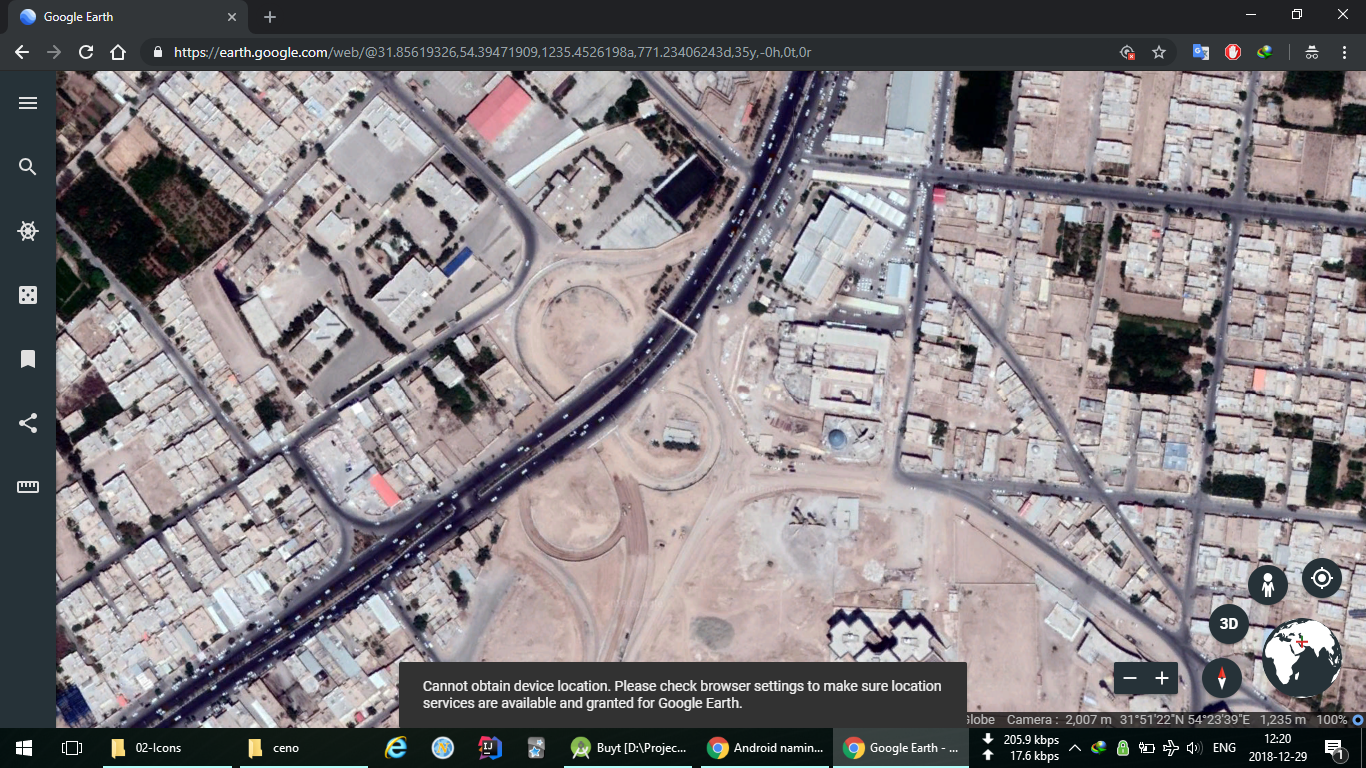 Google Earth
https://earth.google.com/web/@31.85619326,54.39471909,1235.4526198a,771.23406243d,35y,-0h,0t,0r
3D
Cannot obtain device location. Please check browser settings to make sure location
services are available and granted for Google Earth.
Globe Camera : 2,007 m 31°51'22"N 54°23'39"E 1,235 m 100%
02-Icons
ceno
Buyt [D:\Projec...
Android namin...
Google Earth - ...
205.9 kbps
17.6 kbps
ENG
12:20
2018-12-29
1